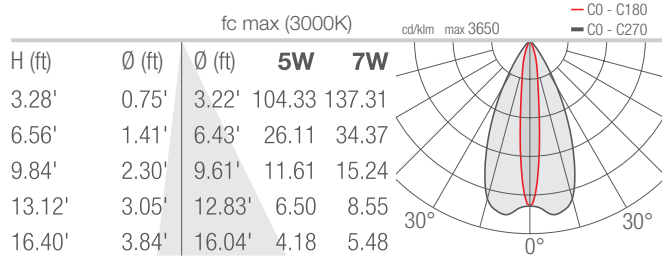 fc max (3000K)
H (ft) Ø (ft) Ø (ft) 5W 7W
3.28' 0.75' 3.22' 104.33 137.31
6.56' 1.41' 6.43' 26.11 34.37
9.84' 2.30' 9.61' 11.61 15.24
13.12' 3.05' 12.83' 6.50 8.55
16.40' 3.84' 16.04' 4.18 5.48
cd/klm max 3650
C0 - C180
C0 - C270
30° 30°
0°